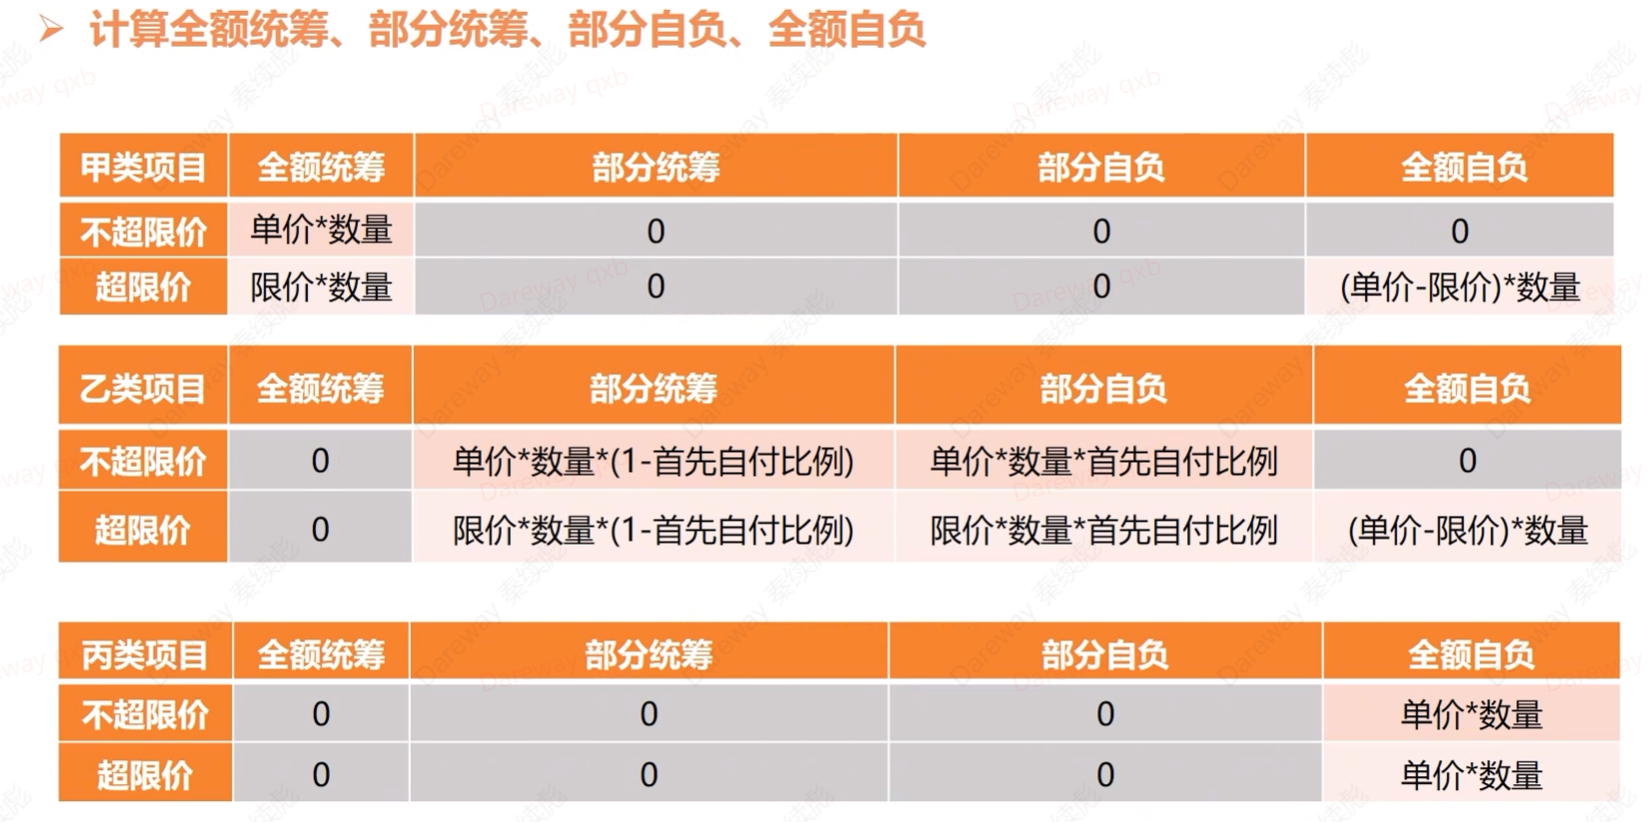 计算全额统筹、部分统筹、部分自负、全额自负
甲类项目 全额统筹 部分统筹 部分自负 全额自负
不超限价 单价*数量 0 0 0
超限价 限价*数量 0 0 (单价-限价)*数量
乙类项目 全额统筹 部分统筹 部分自负 全额自负
不超限价 0 单价*数量*(1-首先自付比例) 单价*数量*首先自付比例 0
超限价 0 限价*数量*(1-首先自付比例) 限价*数量*首先自付比例 (单价-限价)*数量
丙类项目 全额统筹 部分统筹 部分自负 全额自负
不超限价 0 0 0 单价*数量
超限价 0 0 0 单价*数量
Dareway qxb
Dareway 秦续彪